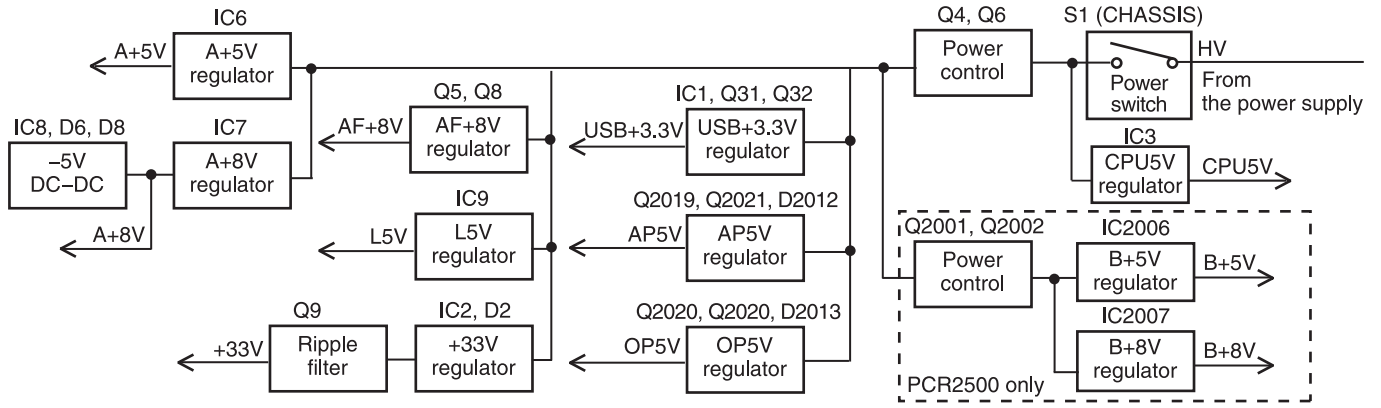 IC6
A+5V
A+5V
regulator
IC8, D6, D8
–5V
DC–DC
IC7
A+8V
regulator
A+8V
Q5, Q8
AF+8V
AF+8V
regulator
IC9
L5V
L5V
regulator
Q9
+33V
Ripple
filter
IC2, D2
+33V
regulator
IC1, Q31, Q32
USB+3.3V
USB+3.3V
regulator
Q2019, Q2021, D2012
AP5V
AP5V
regulator
Q2020, Q2020, D2013
OP5V
OP5V
regulator
Q4, Q6
Power
control
S1 (CHASSIS)
Power
switch
HV
From
the power supply
IC3
CPU5V
regulator
CPU5V
Q2001, Q2002
Power
control
IC2006
B+5V
regulator
B+5V
IC2007
B+8V
regulator
B+8V
PCR2500 only